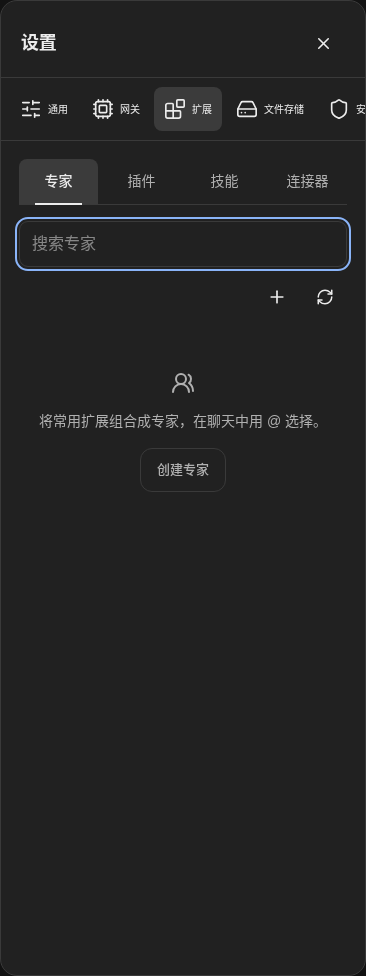 设置
通用 网关 扩展 文件存储 安
专家 插件 技能 连接器
搜索专家
将常用扩展组合成专家，在聊天中用 @ 选择。
创建专家